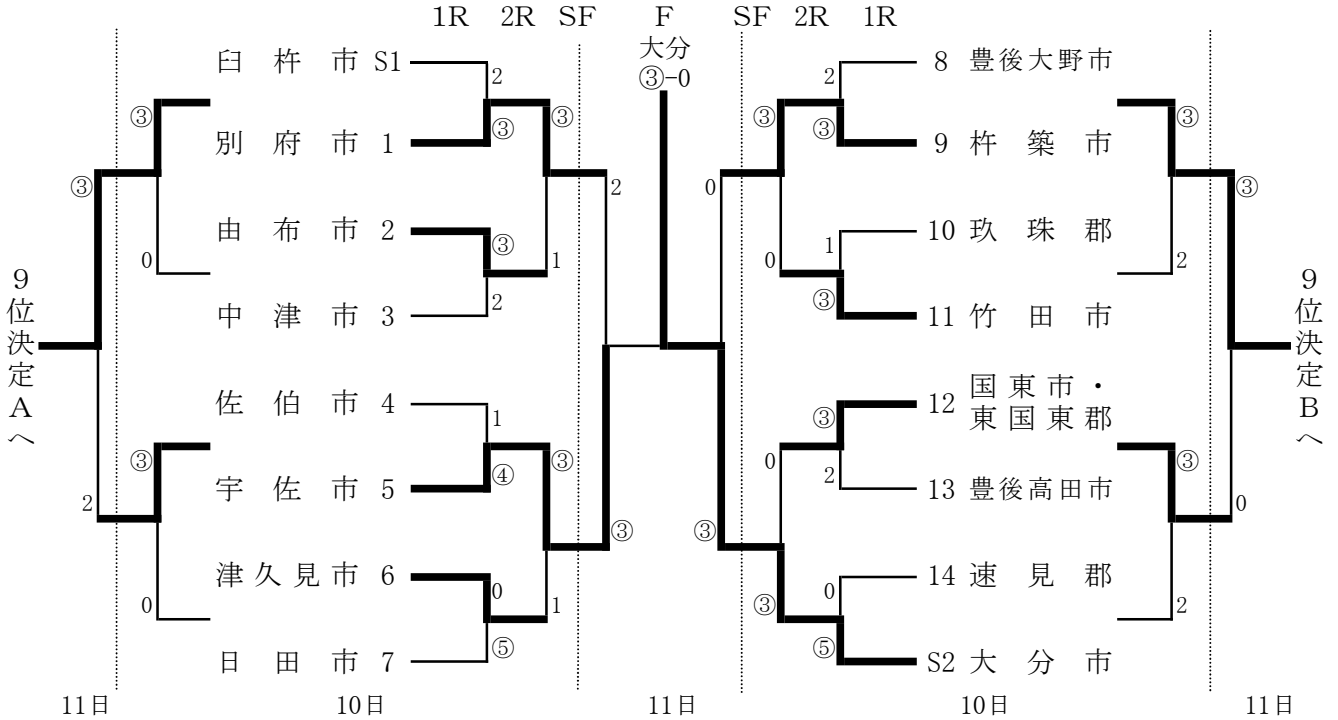 1R 2R SF F SF 2R 1R
大分
③-0
臼杵市 S1
2
③
別府市 1
③
③
③
由布市 2
③
2
1
0
中津市 3
2
③
佐伯市 4
1
③
③
宇佐市 5
④
2
③
津久見市 6
0
1
0
日田市 7
⑤
9位決定Aへ
8 豊後大野市
2
③
③
9 杵築市
③
0
③
10 玖珠郡
1
0
2
11 竹田市
③
12 国東市・東国東郡
③
0
③
13 豊後高田市
2
③
0
14 速見郡
0
③
2
S2 大分市
⑤
9位決定Bへ
11日 10日 11日 10日 11日